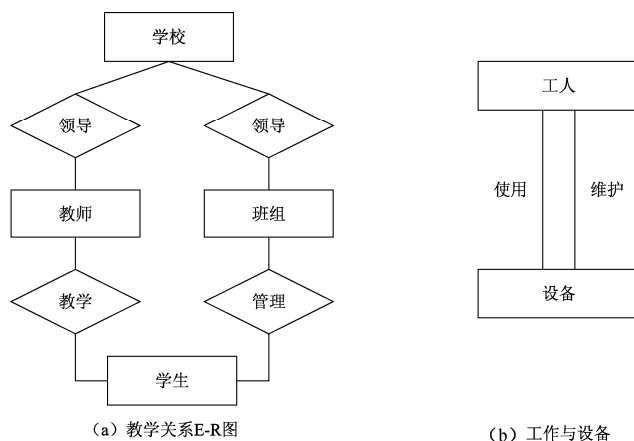 学校
领导
领导
教师
班组
教学
管理
学生
(a) 教学关系E-R图
工人
使用
维护
设备
(b) 工作与设备